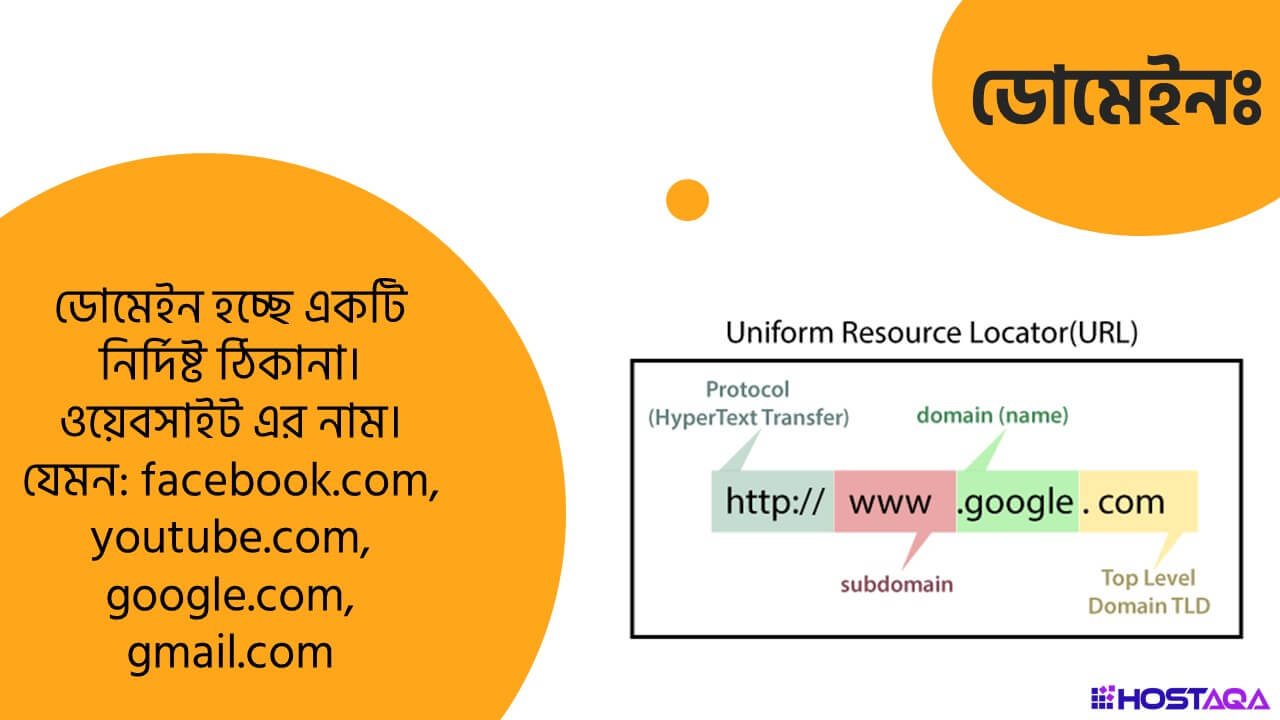 ডোমেইনঃ
ডোমেইন হচ্ছে একটি
নির্দিষ্ট ঠিকানা।
ওয়েবসাইট এর নাম।
যেমন: facebook.com,
youtube.com,
google.com,
gmail.com
Uniform Resource Locator(URL)
Protocol
(HyperText Transfer)
domain (name)
http:// www .google . com
subdomain
Top Level
Domain TLD
HOSTAQA